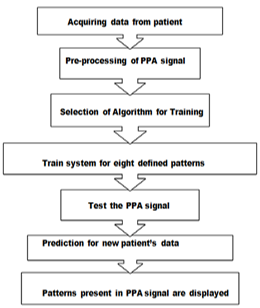 Acquiring data from patient
Pre-processing of PPA signal
Selection of Algorithm for Training
Train system for eight defined patterns
Test the PPA signal
Prediction for new patient's data
Patterns present in PPA signal are displayed